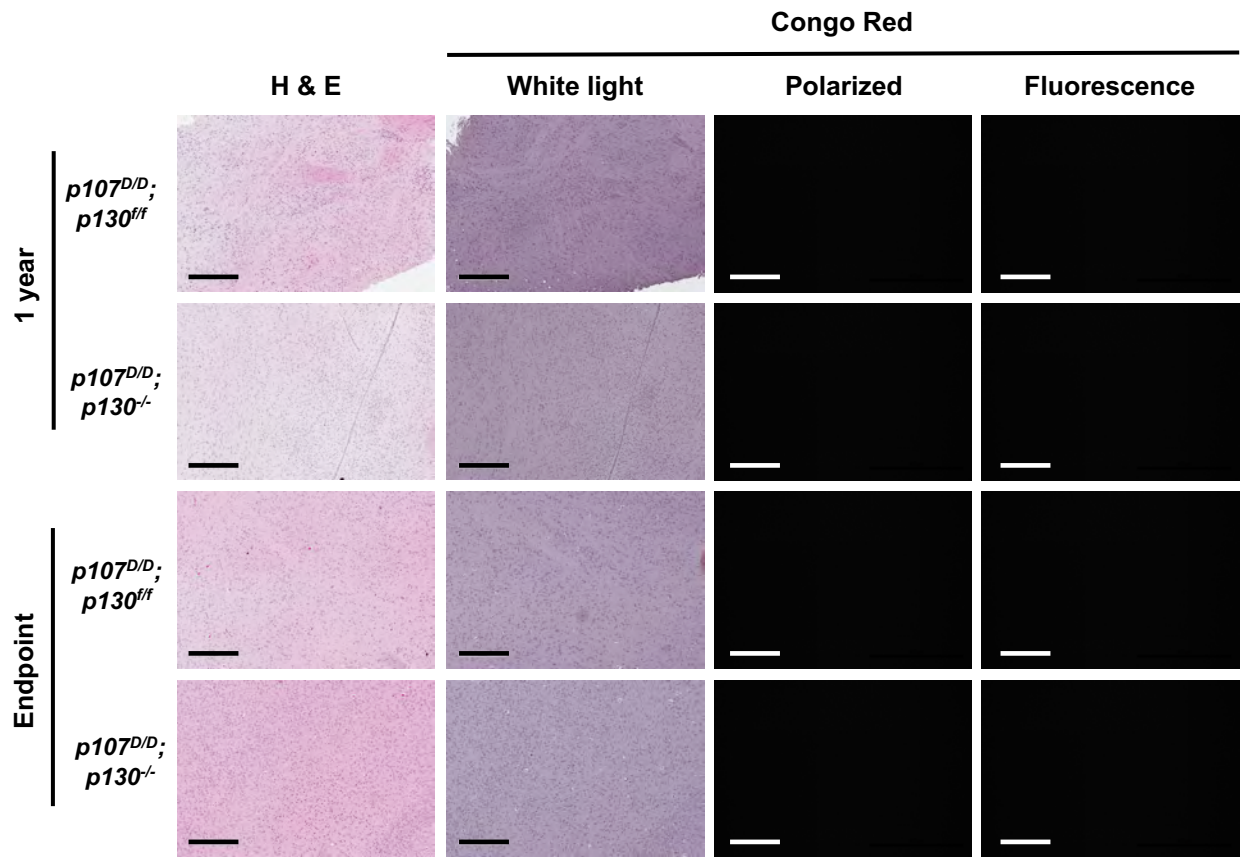 Congo Red
H & E
White light
Polarized
Fluorescence
1 year
p107D/D;
p130f/f
p107D/D;
p130-/-
Endpoint
p107D/D;
p130f/f
p107D/D;
p130-/-